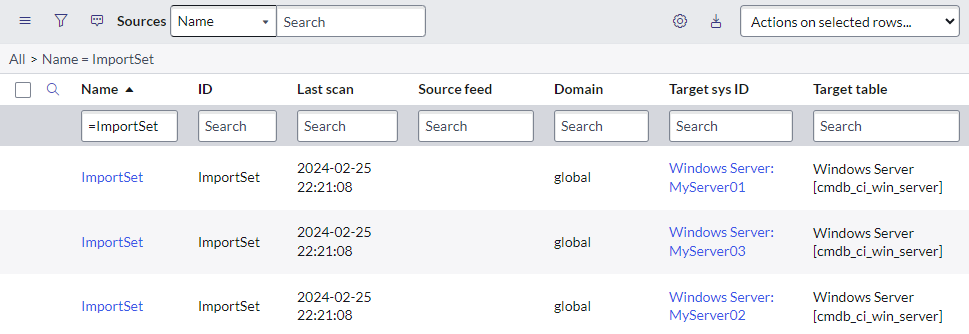 Sources Name Search Actions on selected rows...
All > Name = ImportSet
Name ID Last scan Source feed Domain Target sys ID Target table
=ImportSet Search Search Search Search Search Search
ImportSet ImportSet 2024-02-25 22:21:08 global Windows Server: MyServer01 Windows Server [cmdb_ci_win_server]
ImportSet ImportSet 2024-02-25 22:21:08 global Windows Server: MyServer03 Windows Server [cmdb_ci_win_server]
ImportSet ImportSet 2024-02-25 22:21:08 global Windows Server: MyServer02 Windows Server [cmdb_ci_win_server]